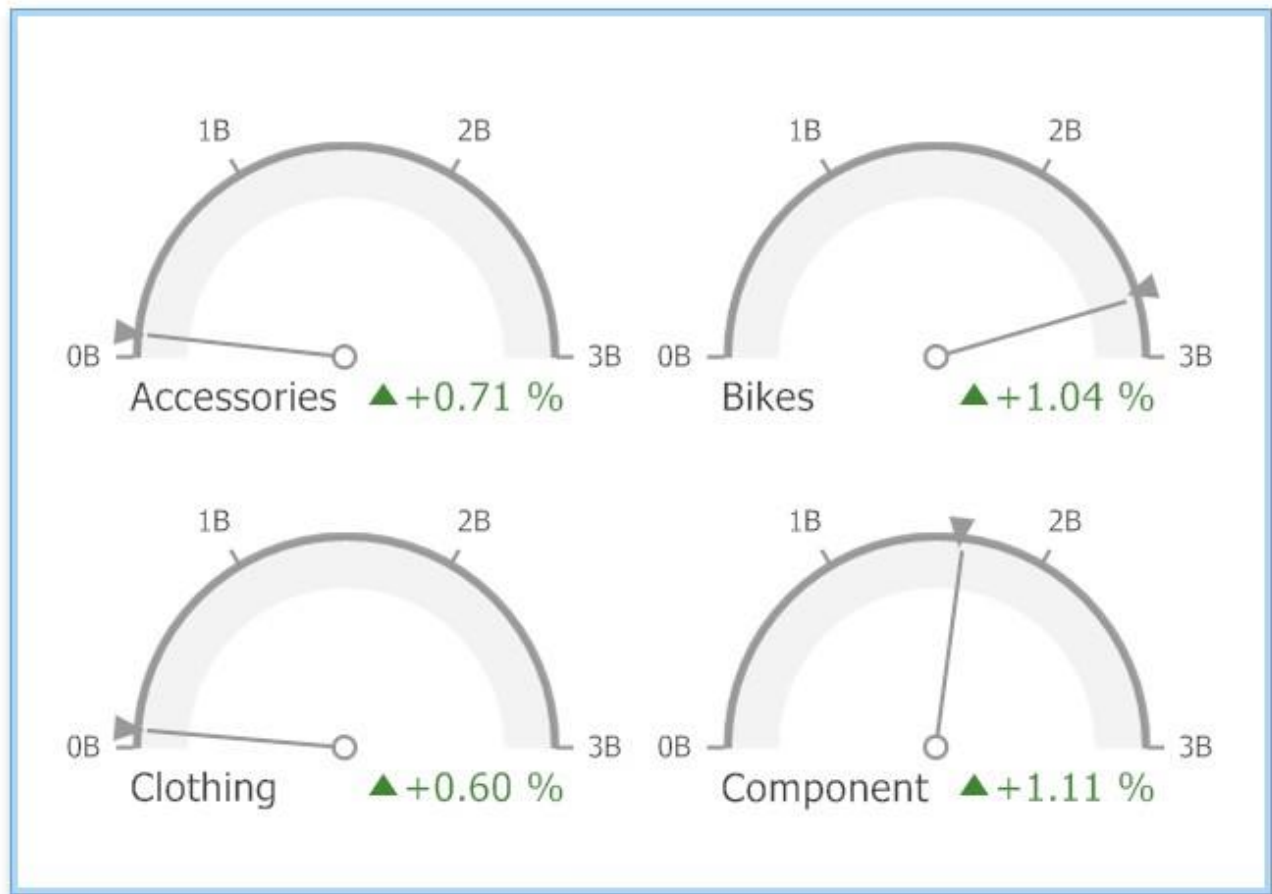 1B 2B 1B 2B
0B 3B 0B 3B
Accessories ▲+0.71 % Bikes ▲+1.04 %
1B 2B 1B 2B
0B 3B 0B 3B
Clothing ▲+0.60 % Component ▲+1.11 %